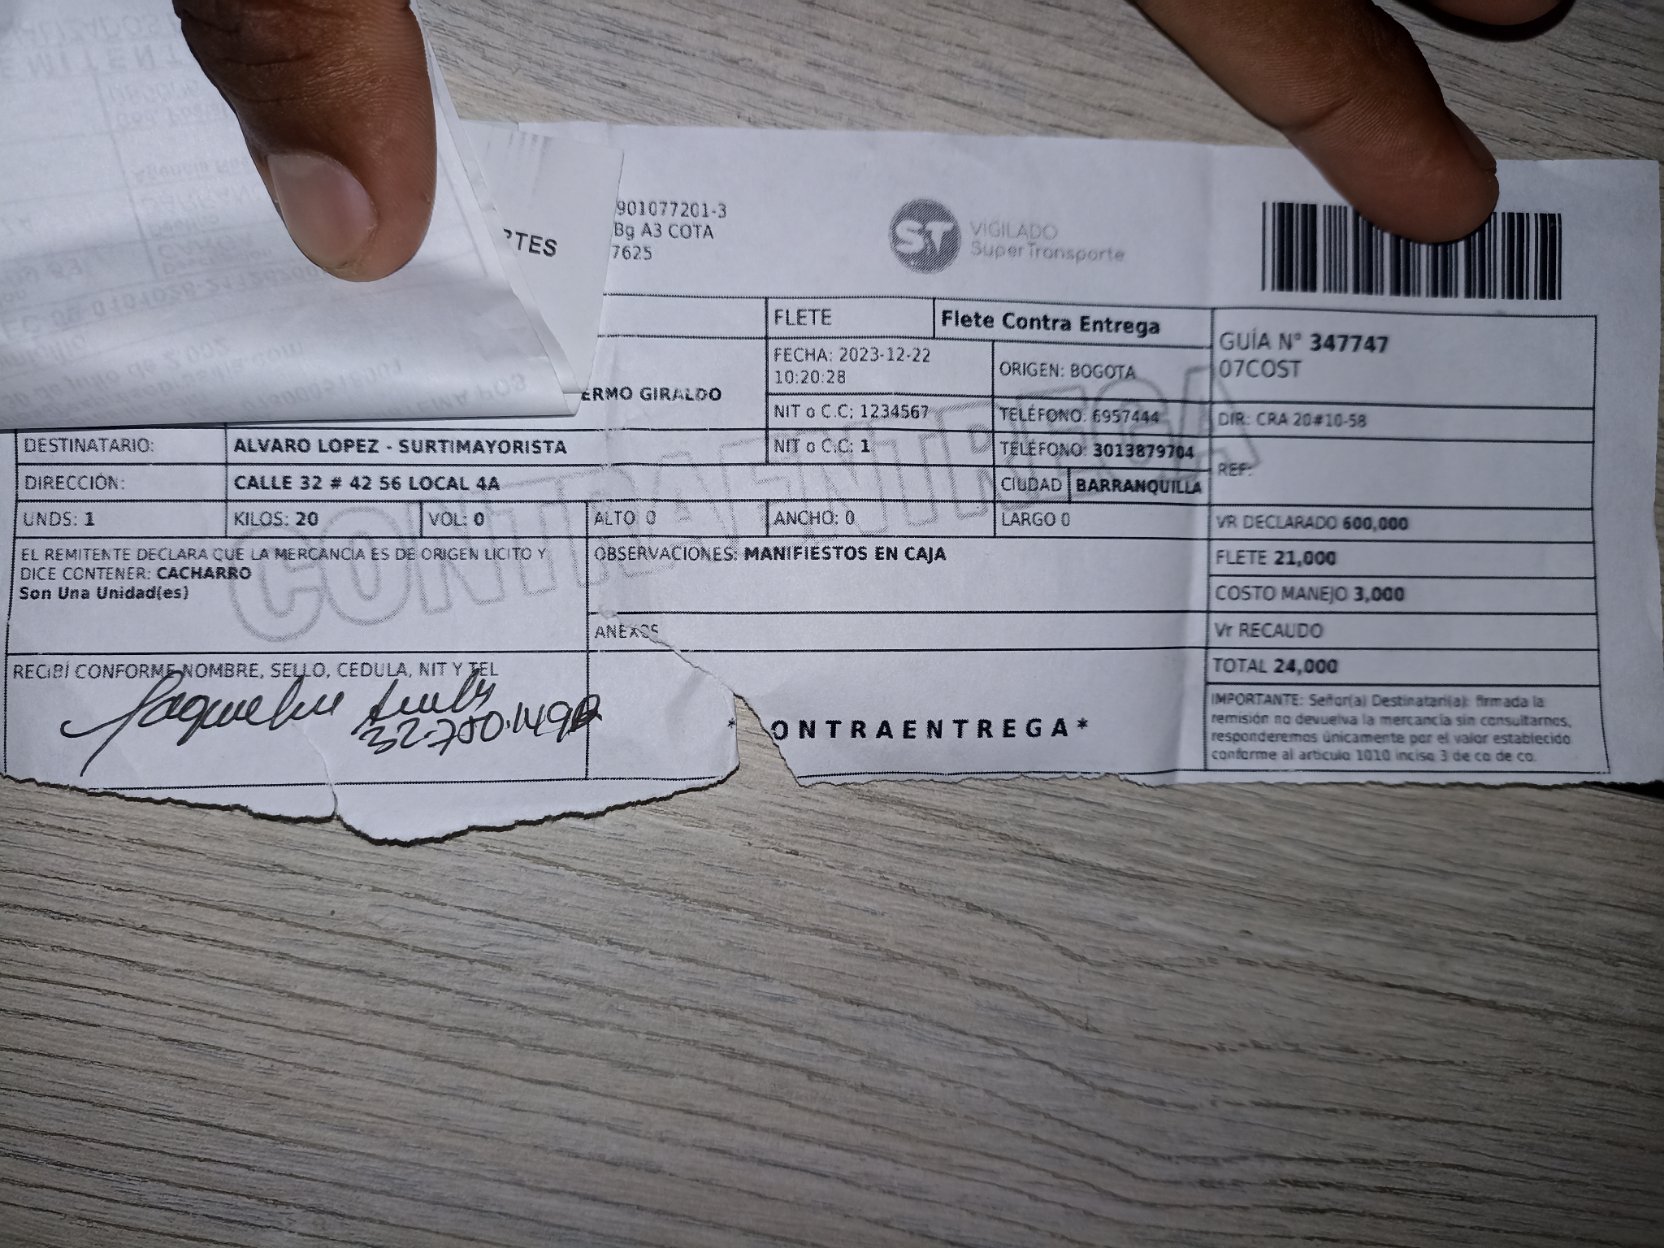 901077201-3
Bg A3 COTA
7625
RTES
ST VIGILADO
SuperTransporte
FLETE Flete Contra Entrega
GUÍA N° 347747
07COST
FECHA: 2023-12-22
10:20:28
ORIGEN: BOGOTA
ERMO GIRALDO
NIT o C.C: 1234567 TELÉFONO: 6957444 DIR: CRA 20#10-58
DESTINATARIO: ALVARO LOPEZ - SURTIMAYORISTA NIT o C.C: 1 TELÉFONO: 3013879704
REF:
DIRECCIÓN: CALLE 32 # 42 56 LOCAL 4A CIUDAD BARRANQUILLA
UNDS: 1 KILOS: 20 VOL: 0 ALTO 0 ANCHO: 0 LARGO 0 VR DECLARADO 600,000
CONTRAENTREGA
EL REMITENTE DECLARA QUE LA MERCANCIA ES DE ORIGEN LICITO Y
DICE CONTENER: CACHARRO
Son Una Unidad(es)
OBSERVACIONES: MANIFIESTOS EN CAJA
FLETE 21,000
COSTO MANEJO 3,000
ANEXOS
Vr RECAUDO
RECIBÍ CONFORME NOMBRE, SELLO, CEDULA, NIT Y TEL
TOTAL 24,000
*ONTRAENTREGA*
IMPORTANTE: Señor(a) Destinatari(a): firmada la
remisión no devuelva la mercancía sin consultarnos,
responderemos únicamente por el valor establecido
conforme al articulo 1010 inciso 3 de co de co.